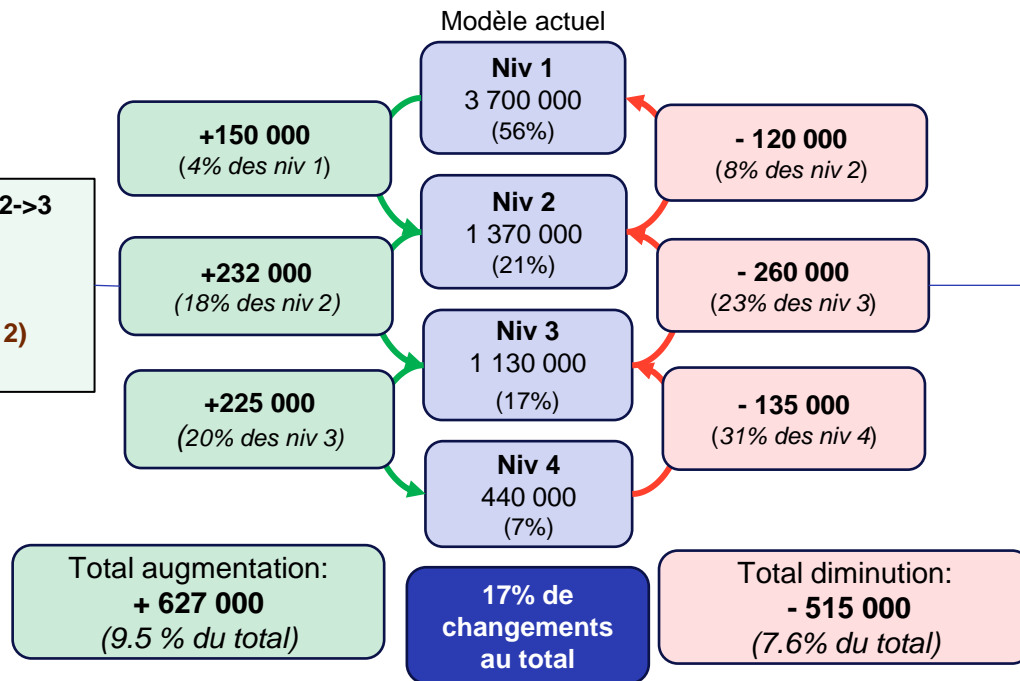 Modèle actuel
Niv 1
3 700 000
(56%)
+150 000
(4% des niv 1)
- 120 000
(8% des niv 2)
2->3
2)
Niv 2
1 370 000
(21%)
+232 000
(18% des niv 2)
- 260 000
(23% des niv 3)
Niv 3
1 130 000
(17%)
+225 000
(20% des niv 3)
- 135 000
(31% des niv 4)
Niv 4
440 000
(7%)
Total augmentation:
+ 627 000
(9.5 % du total)
17% de
changements
au total
Total diminution:
- 515 000
(7.6% du total)